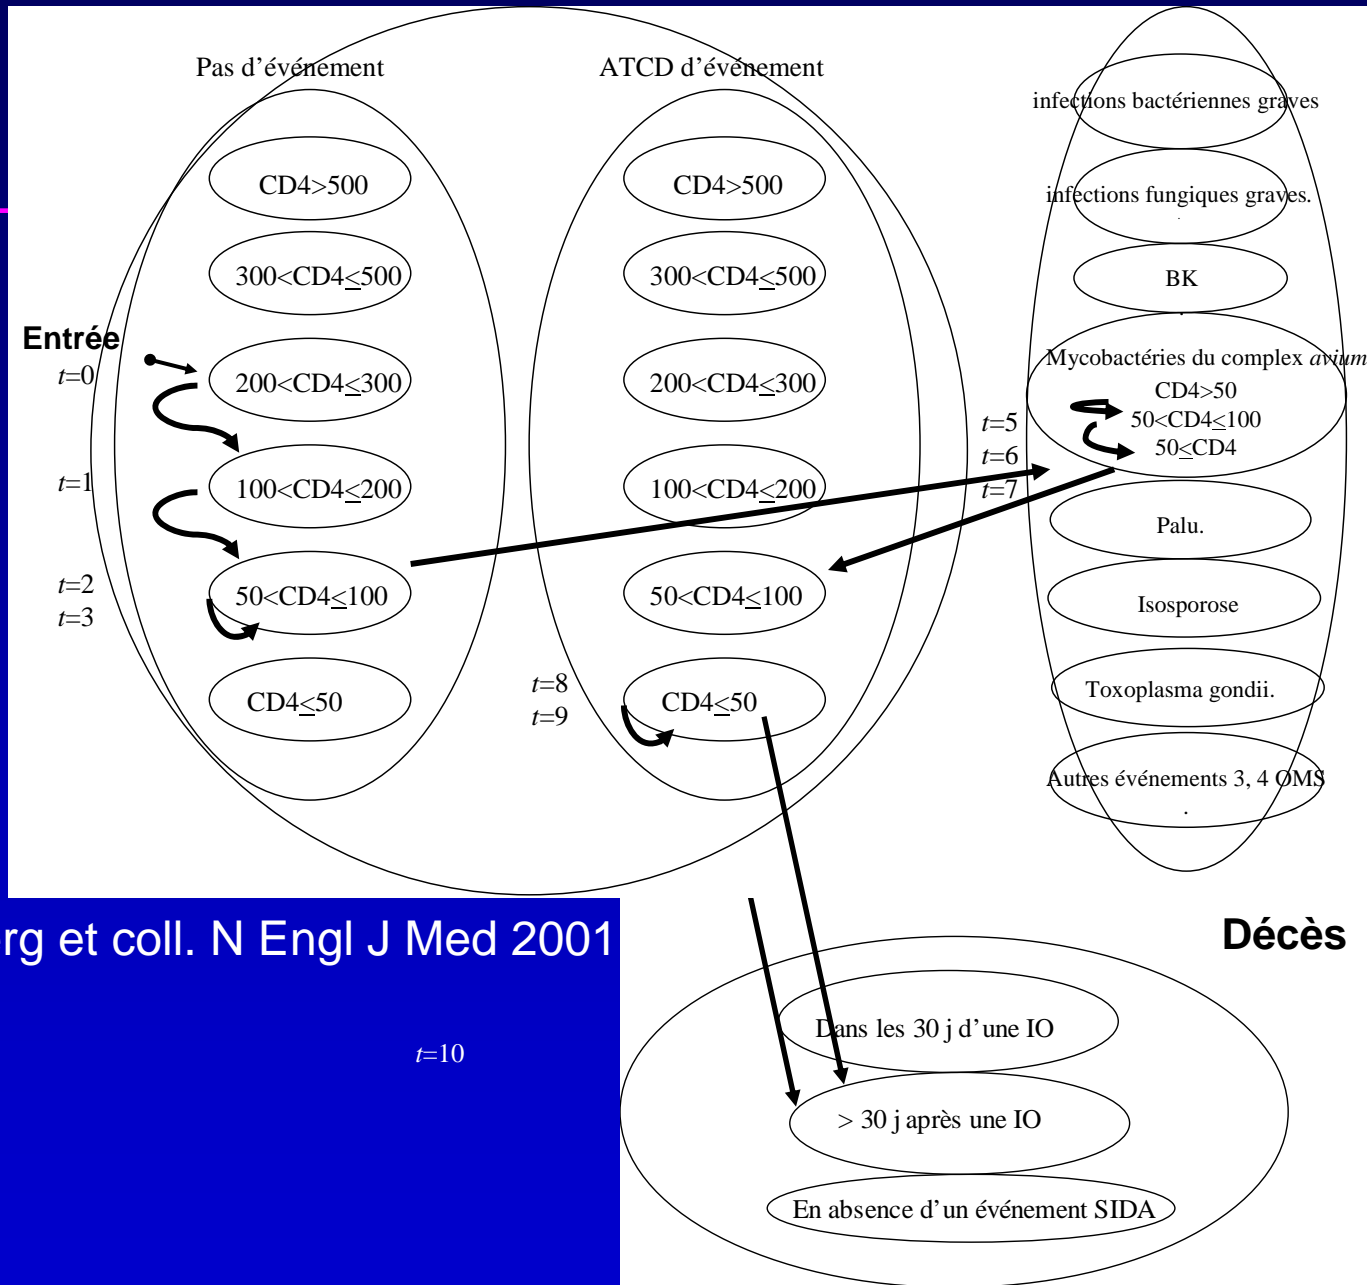 Pas d’événement
CD4>500
300<CD4≤500
200<CD4≤300
100<CD4≤200
50<CD4≤100
CD4≤50
Entrée
t=0
t=1
t=2
t=3
ATCD d’événement
CD4>500
300<CD4≤500
200<CD4≤300
100<CD4≤200
50<CD4≤100
CD4≤50
t=8
t=9
infections bactériennes graves
infections fungiques graves.
.
BK
.
Mycobactéries du complex avium
CD4>50
50<CD4≤100
50≤CD4
t=5
t=6
t=7
Palu.
Isosporose
Toxoplasma gondii.
Autres événements 3, 4 OMS
.
rg et coll. N Engl J Med 2001
t=10
Décès
Dans les 30 j d’une IO
> 30 j après une IO
En absence d’un événement SIDA